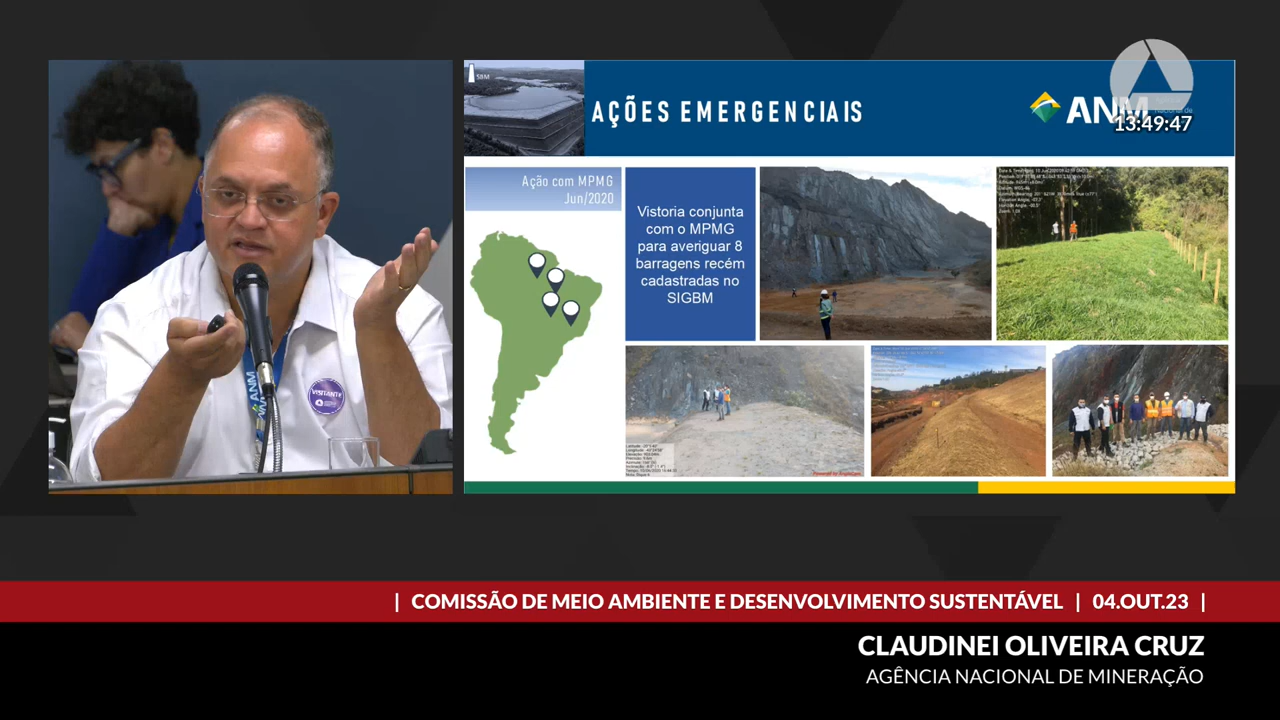 SBM
AÇÕES EMERGENCIAIS
ANM
13:49:47
Ação com MPMG
Jun/2020
Vistoria conjunta
com o MPMG
para averiguar 8
barragens recém
cadastradas no
SIGBM
ANM
VISITANTE
| COMISSÃO DE MEIO AMBIENTE E DESENVOLVIMENTO SUSTENTÁVEL | 04.OUT.23 |
CLAUDINEI OLIVEIRA CRUZ
AGÊNCIA NACIONAL DE MINERAÇÃO